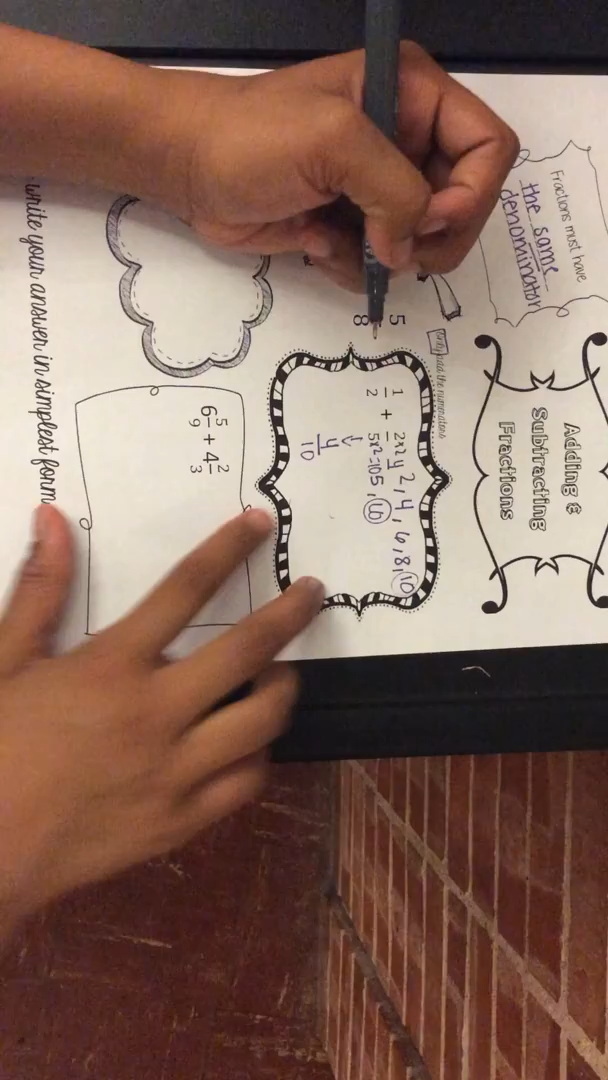 Adding &
Subtracting
Fractions
Fractions must have
the same
denominator
Only add the numerators
5
8
1/2 + 2x2 4
5x2=10
2, 4, 6, 8, 10
5, 10
4/10
6 5/9 + 4 2/3
write your answer in simplest form